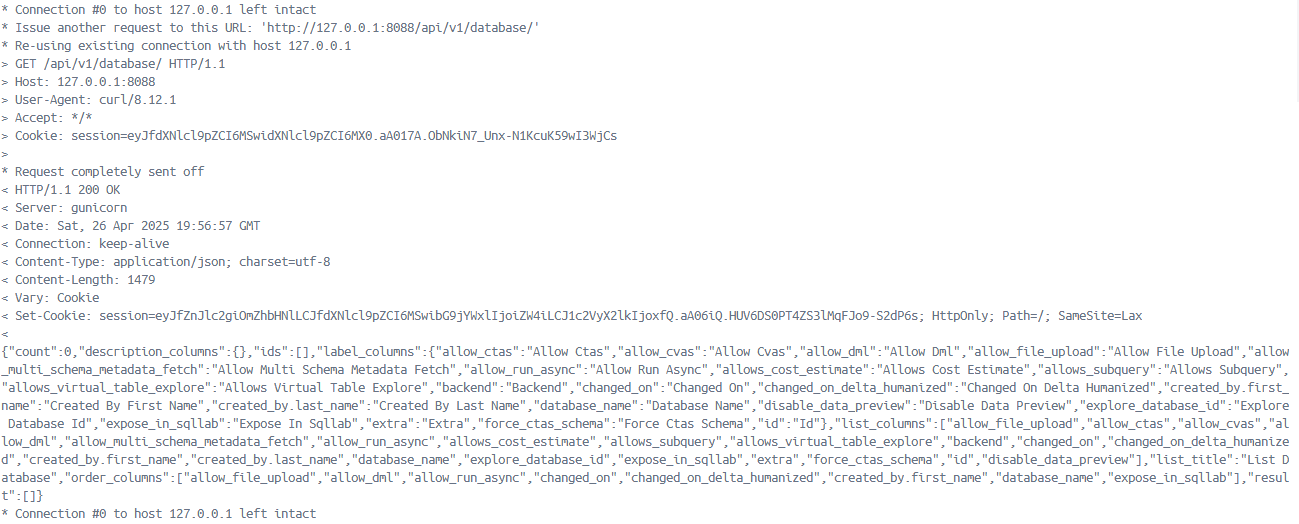 * Connection #0 to host 127.0.0.1 left intact
* Issue another request to this URL: 'http://127.0.0.1:8088/api/v1/database/'
* Re-using existing connection with host 127.0.0.1
> GET /api/v1/database/ HTTP/1.1
> Host: 127.0.0.1:8088
> User-Agent: curl/8.12.1
> Accept: */*
> Cookie: session=eyJfdXNlcl9pZCI6MSwidXNlcl9pZCI6MX0.aA017A.ObNkiN7_Unx-N1KcuK59wI3WjCs
>
* Request completely sent off
< HTTP/1.1 200 OK
< Server: gunicorn
< Date: Sat, 26 Apr 2025 19:56:57 GMT
< Connection: keep-alive
< Content-Type: application/json; charset=utf-8
< Content-Length: 1479
< Vary: Cookie
< Set-Cookie: session=eyJfZnJlc2giOmZhbHNlLCJfdXNlcl9pZCI6MSwibG9jYWxlIjoiZW4iLCJ1c2VyX2lkIjoxfQ.aA06iQ.HUV6DS0PT4ZS3lMqFJo9-S2dP6s; HttpOnly; Path=/; SameSite=Lax
<
{"count":0,"description_columns":{},"ids":[],"label_columns":{"allow_ctas":"Allow Ctas","allow_cvas":"Allow Cvas","allow_dml":"Allow Dml","allow_file_upload":"Allow File Upload","allow
_multi_schema_metadata_fetch":"Allow Multi Schema Metadata Fetch","allow_run_async":"Allow Run Async","allows_cost_estimate":"Allows Cost Estimate","allows_subquery":"Allows Subquery",
"allows_virtual_table_explore":"Allows Virtual Table Explore","backend":"Backend","changed_on":"Changed On","changed_on_delta_humanized":"Changed On Delta Humanized","created_by.first_
name":"Created By First Name","created_by.last_name":"Created By Last Name","database_name":"Database Name","disable_data_preview":"Disable Data Preview","explore_database_id":"Explore
 Database Id","expose_in_sqllab":"Expose In Sqllab","extra":"Extra","force_ctas_schema":"Force Ctas Schema","id":"Id"},"list_columns":["allow_file_upload","allow_ctas","allow_cvas","al
low_dml","allow_multi_schema_metadata_fetch","allow_run_async","allows_cost_estimate","allows_subquery","allows_virtual_table_explore","backend","changed_on","changed_on_delta_humanize
d","created_by.first_name","created_by.last_name","database_name","explore_database_id","expose_in_sqllab","extra","force_ctas_schema","id","disable_data_preview"],"list_title":"List D
atabase","order_columns":["allow_file_upload","allow_dml","allow_run_async","changed_on","changed_on_delta_humanized","created_by.first_name","database_name","expose_in_sqllab"],"resul
t":[]}
* Connection #0 to host 127.0.0.1 left intact